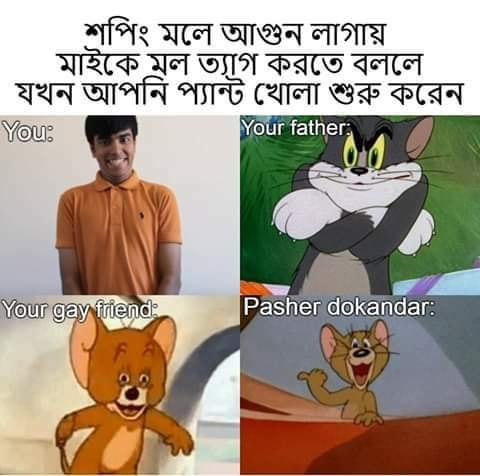 শপিং মলে আগুন লাগায়
মাইকে মল ত্যাগ করতে বললে
যখন আপনি প্যান্ট খোলা শুরু করেন
You:
Your father:
Your gay friend:
Pasher dokandar: